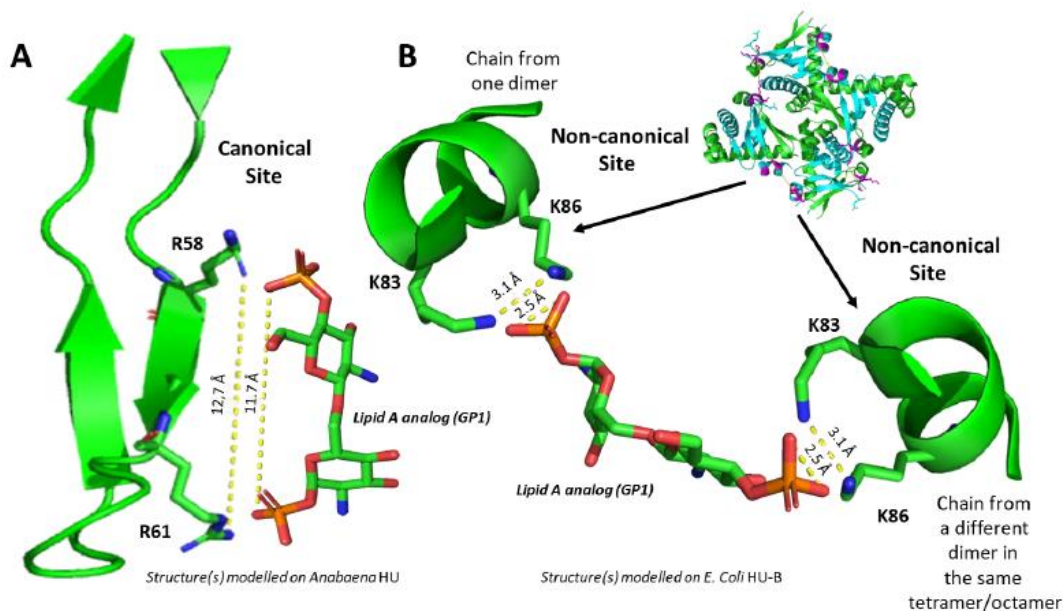 A
Canonical
Site
R58
12.7 Å
11.7 Å
Lipid A analog (GP1)
R61
Structure(s) modelled on Anabaena HU
B
Chain from
one dimer
Non-canonical
Site
K86
K83
3.1 Å
2.5 Å
Non-canonical
Site
K83
3.1 Å
2.5 Å
Lipid A analog (GP1)
K86
Chain from
a different
dimer in
the same
tetramer/octamer
Structure(s) modelled on E. Coli HU-B